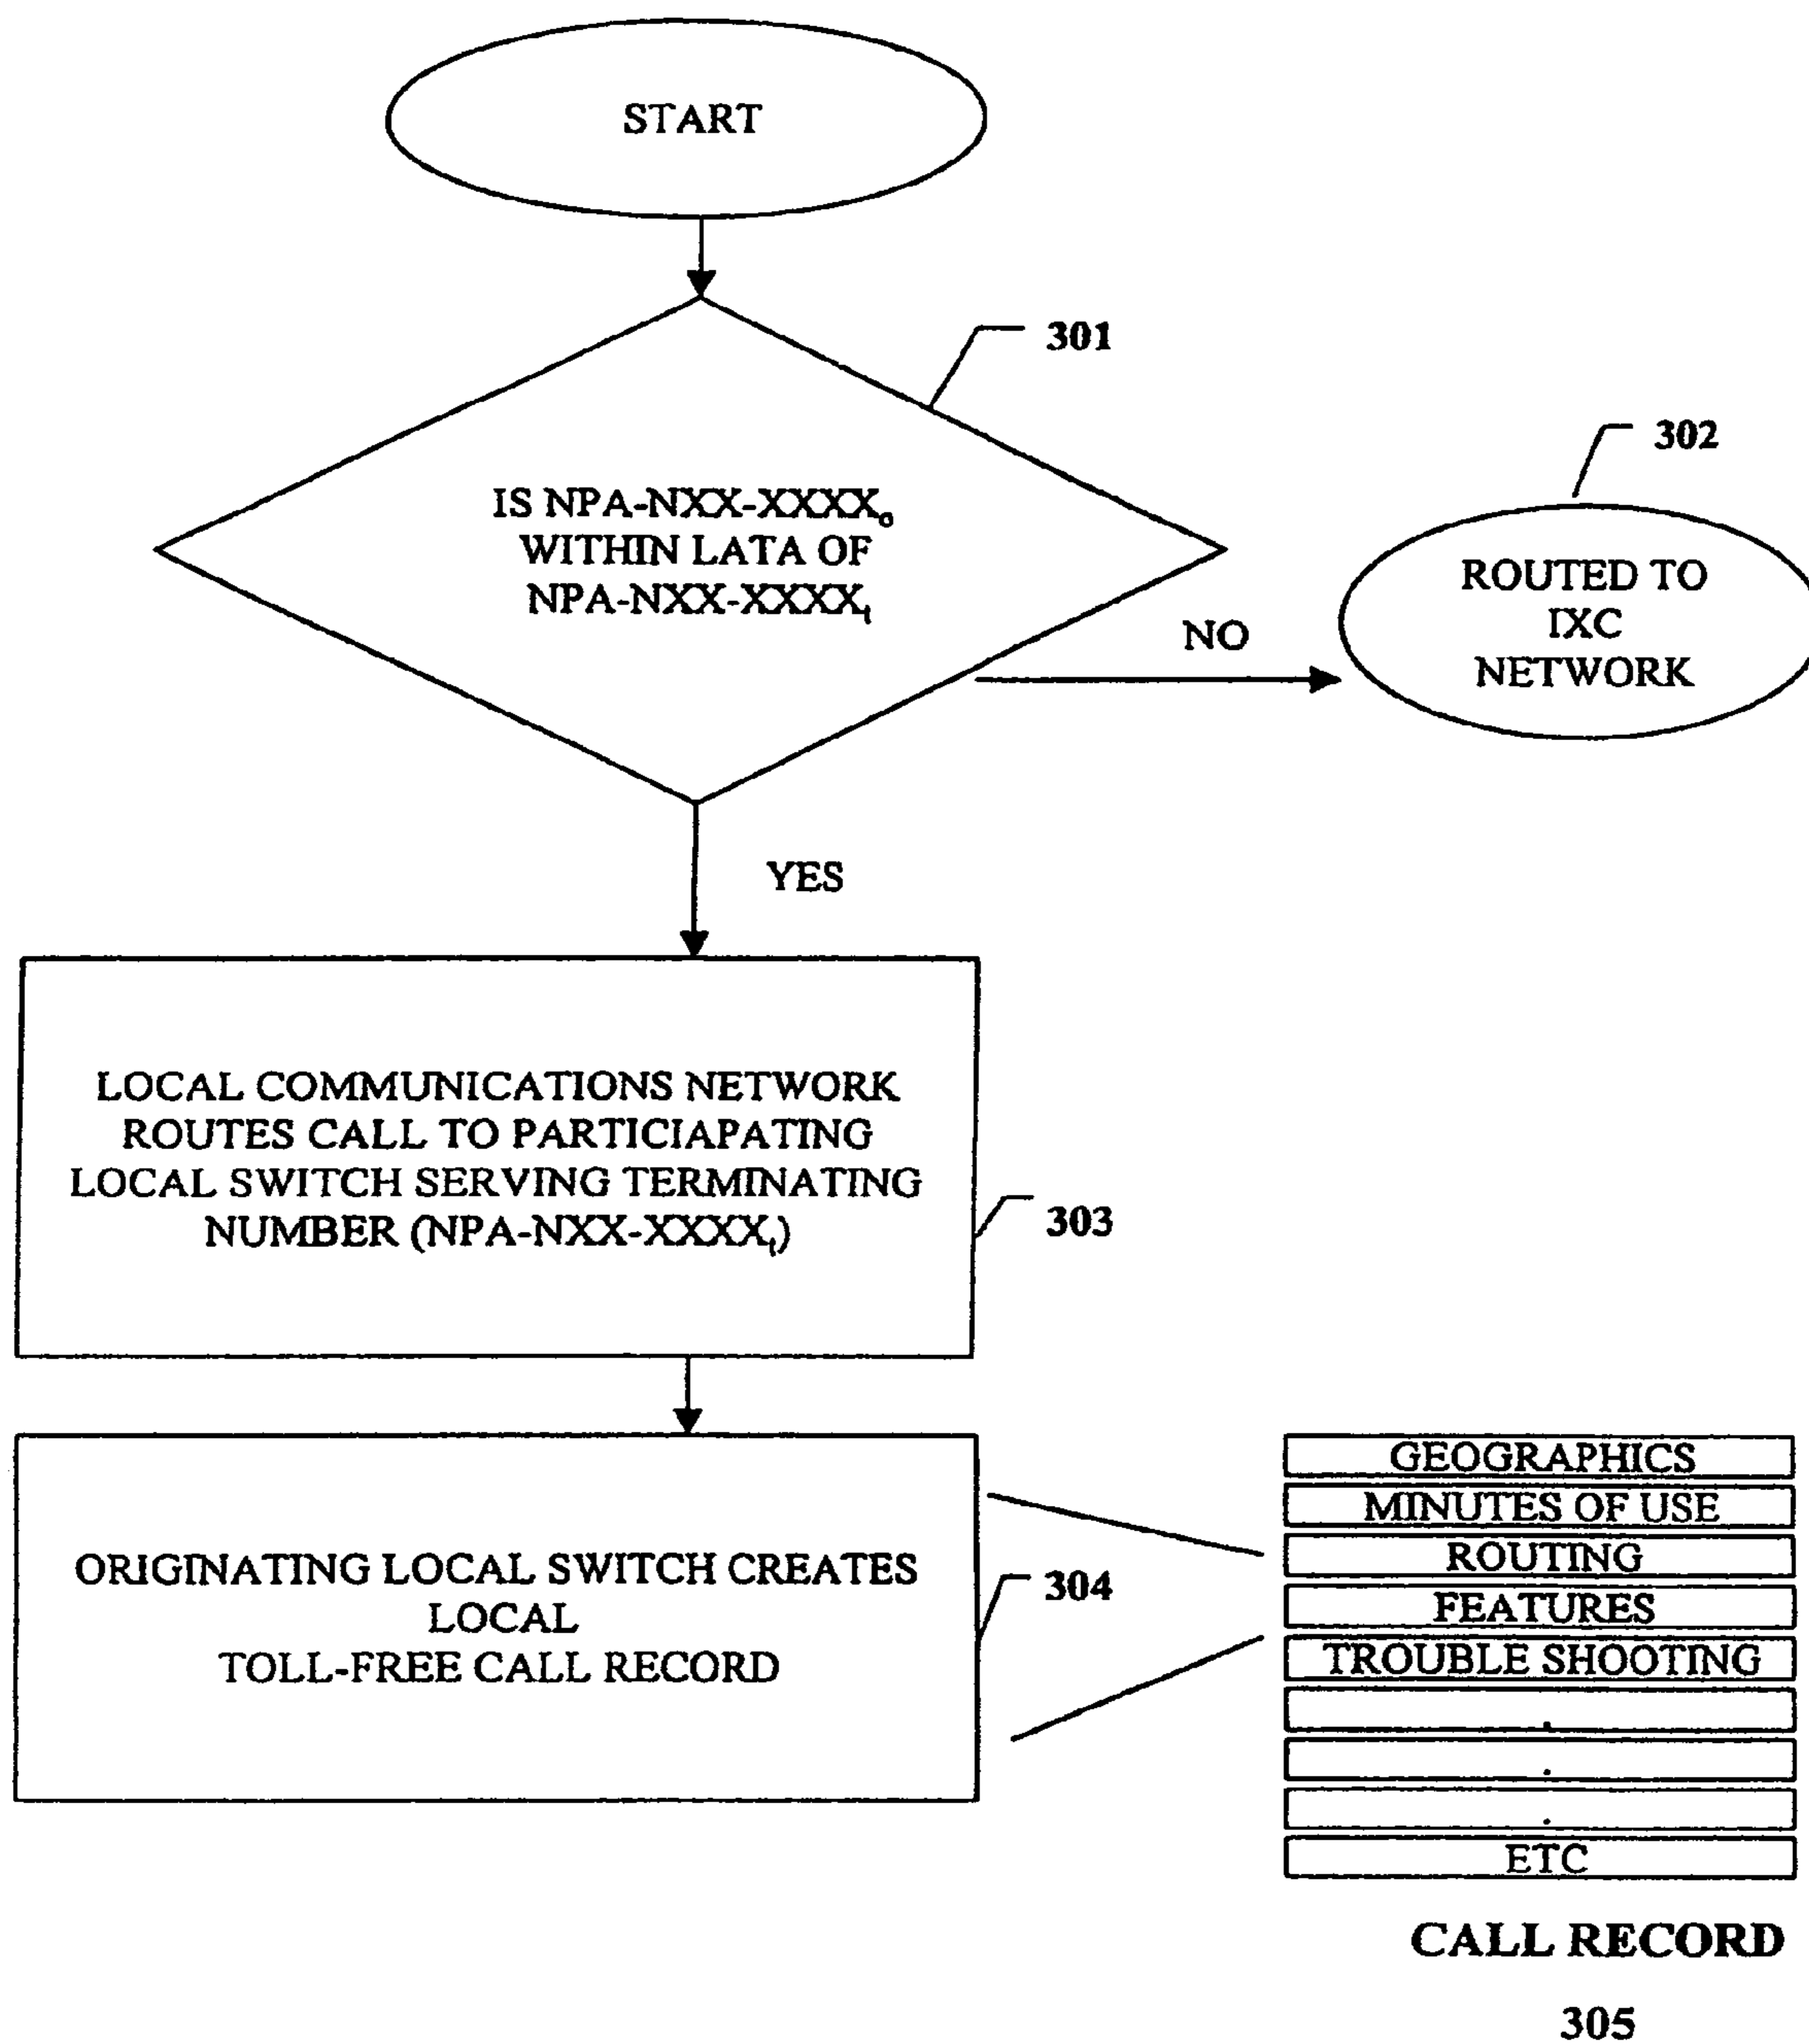 START
301
IS NPA-NXX-XXXXₒ
WITHIN LATA OF
NPA-NXX-XXXXₜ
302
ROUTED TO
IXC
NETWORK
NO
YES
LOCAL COMMUNICATIONS NETWORK
ROUTES CALL TO PARTICIAPATING
LOCAL SWITCH SERVING TERMINATING
NUMBER (NPA-NXX-XXXXₜ)
303
ORIGINATING LOCAL SWITCH CREATES
LOCAL
TOLL-FREE CALL RECORD
304
GEOGRAPHICS
MINUTES OF USE
ROUTING
FEATURES
TROUBLE SHOOTING
.
.
.
ETC
CALL RECORD
305